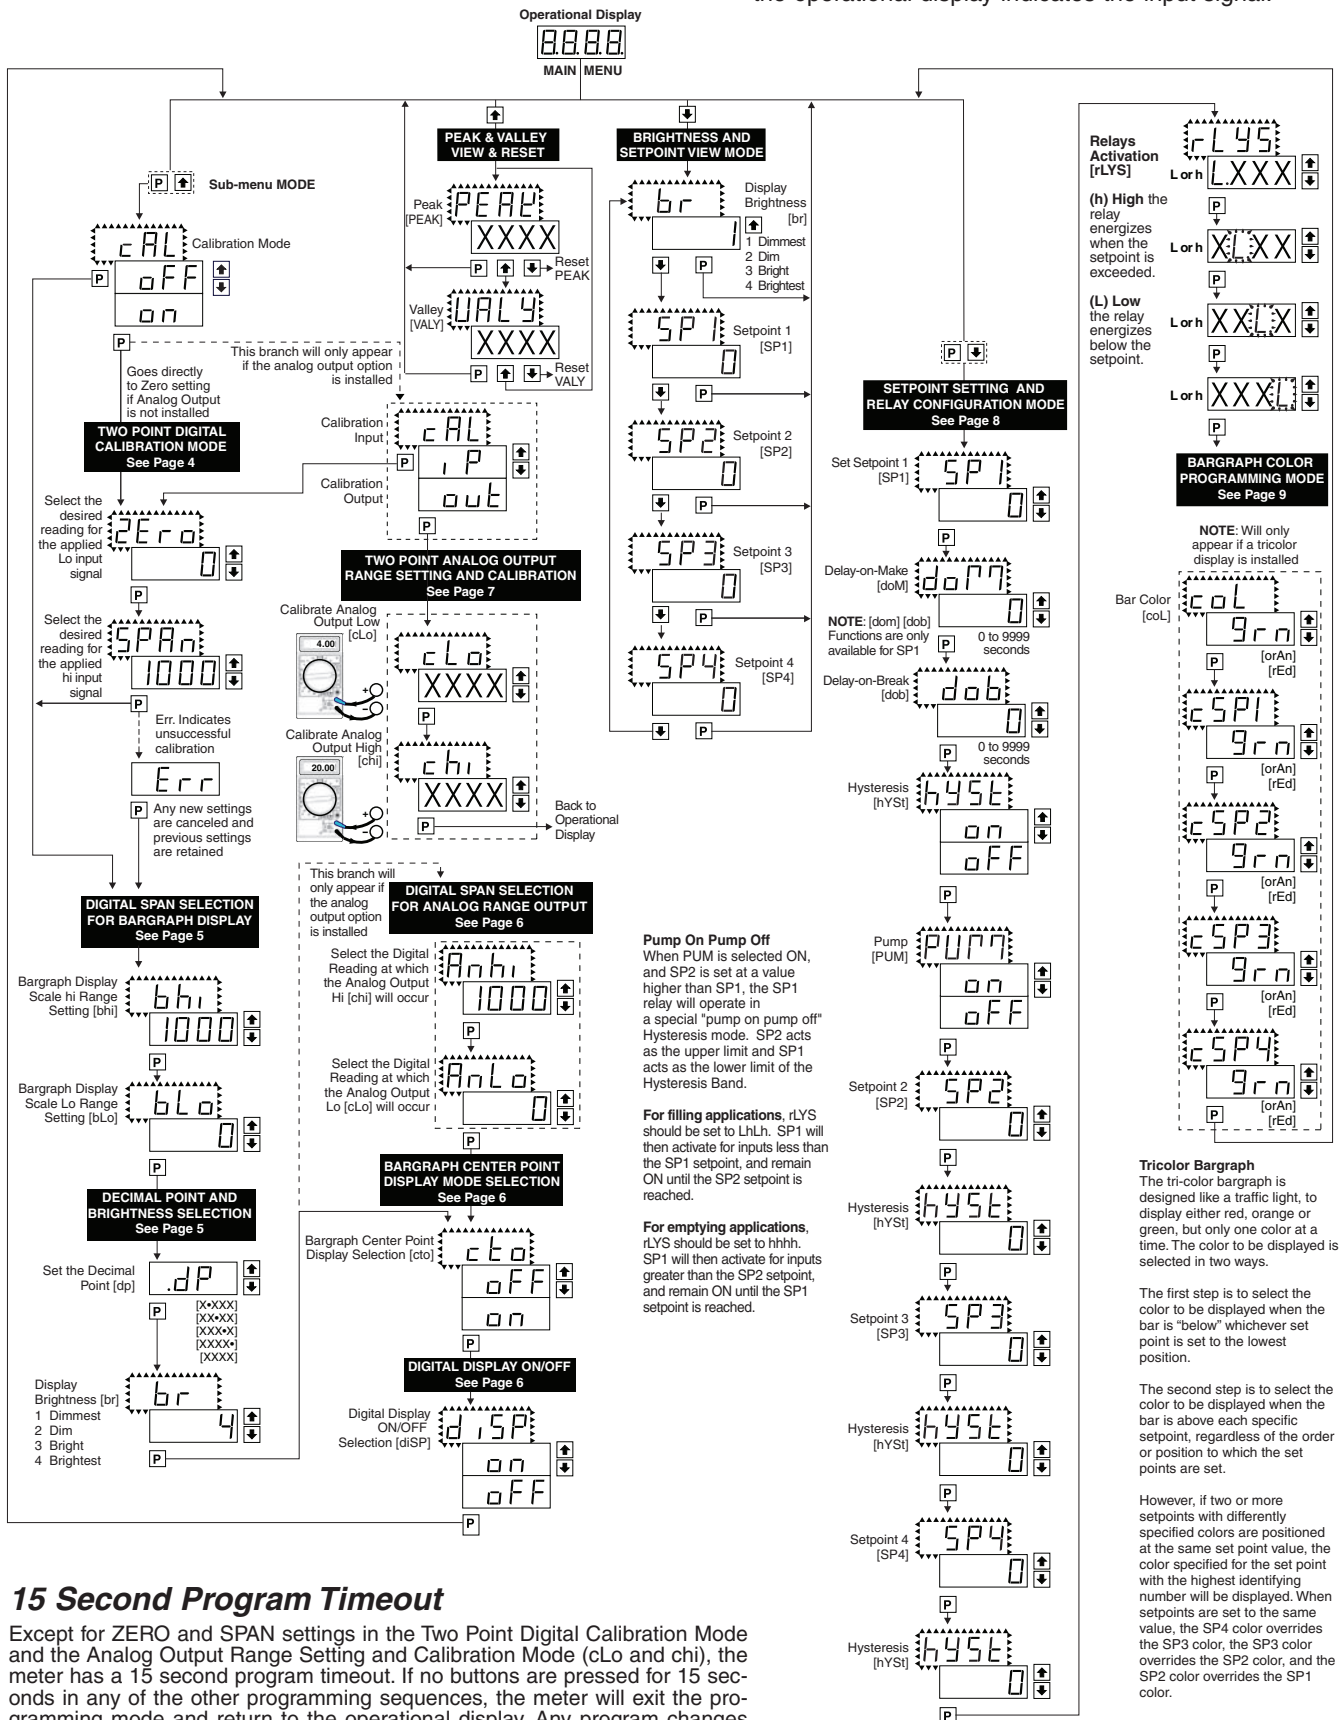 the operational display indicates the input signal.
Operational Display
8.8.8.8.
MAIN MENU
P
Sub-menu MODE
cAL
Calibration Mode
P
oFF
on
P
Goes directly
to Zero setting
if Analog Output
is not installed
This branch will only appear
if the analog output option
is installed
TWO POINT DIGITAL
CALIBRATION MODE
See Page 4
Select the
desired
reading for
the applied
Lo input
signal
ZEro
0
P
Select the
desired
reading for
the applied
hi input
signal
SPAn
1000
P
Err. Indicates
unsuccessful
calibration
Err
P
Any new settings
are canceled and
previous settings
are retained
DIGITAL SPAN SELECTION
FOR BARGRAPH DISPLAY
See Page 5
Bargraph Display
Scale hi Range
Setting [bhi]
bhi
1000
P
Bargraph Display
Scale Lo Range
Setting [bLo]
bLo
0
P
DECIMAL POINT AND
BRIGHTNESS SELECTION
See Page 5
Set the Decimal
Point [dp]
.dP
P
[X•XXX]
[XX•XX]
[XXX•X]
[XXXX•]
[XXXX]
Display
Brightness [br]
1 Dimmest
2 Dim
3 Bright
4 Brightest
br
4
P
PEAK & VALLEY
VIEW & RESET
Peak
[PEAK]
PEAK
XXXX
P
Reset
PEAK
Valley
[VALY]
VALY
XXXX
P
Reset
VALY
Calibration
Input
cAL
P
iP
Calibration
Output
out
P
TWO POINT ANALOG OUTPUT
RANGE SETTING AND CALIBRATION
See Page 7
Calibrate Analog
Output Low
[cLo]
4.00
+
–
cLo
XXXX
P
Calibrate Analog
Output High
[chi]
20.00
+
–
chi
XXXX
P
Back to
Operational
Display
This branch will
only appear if
the analog
output option
is installed
DIGITAL SPAN SELECTION
FOR ANALOG RANGE OUTPUT
See Page 6
Select the Digital
Reading at which
the Analog Output
Hi [chi] will occur
Anhi
1000
P
Select the Digital
Reading at which
the Analog Output
Lo [cLo] will occur
AnLo
0
P
BARGRAPH CENTER POINT
DISPLAY MODE SELECTION
See Page 6
Bargraph Center Point
Display Selection [cto]
cto
oFF
on
P
DIGITAL DISPLAY ON/OFF
See Page 6
Digital Display
ON/OFF
Selection [diSP]
diSP
on
oFF
P
BRIGHTNESS AND
SETPOINT VIEW MODE
br
1
Display
Brightness
[br]
1 Dimmest
2 Dim
3 Bright
4 Brightest
P
SP1
0
Setpoint 1
[SP1]
P
SP2
0
Setpoint 2
[SP2]
P
SP3
0
Setpoint 3
[SP3]
P
SP4
0
Setpoint 4
[SP4]
P
Pump On Pump Off
When PUM is selected ON,
and SP2 is set at a value
higher than SP1, the SP1
relay will operate in
a special "pump on pump off"
Hysteresis mode. SP2 acts
as the upper limit and SP1
acts as the lower limit of the
Hysteresis Band.
For filling applications, rLYS
should be set to LhLh. SP1 will
then activate for inputs less than
the SP1 setpoint, and remain
ON until the SP2 setpoint is
reached.
For emptying applications,
rLYS should be set to hhhh.
SP1 will then activate for inputs
greater than the SP2 setpoint,
and remain ON until the SP1
setpoint is reached.
P
SETPOINT SETTING AND
RELAY CONFIGURATION MODE
See Page 8
Set Setpoint 1
[SP1]
SP1
0
P
Delay-on-Make
[doM]
doM
0
NOTE: [dom] [dob]
Functions are only
available for SP1
P
0 to 9999
seconds
Delay-on-Break
[dob]
dob
0
P
0 to 9999
seconds
Hysteresis
[hYSt]
hYSt
on
oFF
P
Pump
[PUM]
PUM
on
oFF
P
Setpoint 2
[SP2]
SP2
0
P
Hysteresis
[hYSt]
hYSt
0
P
Setpoint 3
[SP3]
SP3
0
P
Hysteresis
[hYSt]
hYSt
0
P
Setpoint 4
[SP4]
SP4
0
P
Hysteresis
[hYSt]
hYSt
0
P
Relays
Activation
[rLYS]
(h) High the
relay
energizes
when the
setpoint is
exceeded.
(L) Low
the relay
energizes
below the
setpoint.
rLYS
L or h
L.XXX
P
L or h
XLXX
P
L or h
XXLX
P
L or h
XXXL
P
BARGRAPH COLOR
PROGRAMMING MODE
See Page 9
NOTE: Will only
appear if a tricolor
display is installed
Bar Color
[coL]
coL
grn
P
[orAn]
[rEd]
cSP1
grn
P
[orAn]
[rEd]
cSP2
grn
P
[orAn]
[rEd]
cSP3
grn
P
[orAn]
[rEd]
cSP4
grn
P
[orAn]
[rEd]
Tricolor Bargraph
The tri-color bargraph is
designed like a traffic light, to
display either red, orange or
green, but only one color at a
time. The color to be displayed is
selected in two ways.
The first step is to select the
color to be displayed when the
bar is “below” whichever set
point is set to the lowest
position.
The second step is to select the
color to be displayed when the
bar is above each specific
setpoint, regardless of the order
or position to which the set
points are set.
However, if two or more
setpoints with differently
specified colors are positioned
at the same set point value, the
color specified for the set point
with the highest identifying
number will be displayed. When
setpoints are set to the same
value, the SP4 color overrides
the SP3 color, the SP3 color
overrides the SP2 color, and the
SP2 color overrides the SP1
color.
15 Second Program Timeout
Except for ZERO and SPAN settings in the Two Point Digital Calibration Mode
and the Analog Output Range Setting and Calibration Mode (cLo and chi), the
meter has a 15 second program timeout. If no buttons are pressed for 15 sec-
onds in any of the other programming sequences, the meter will exit the pro-
gramming mode and return to the operational display. Any program changes